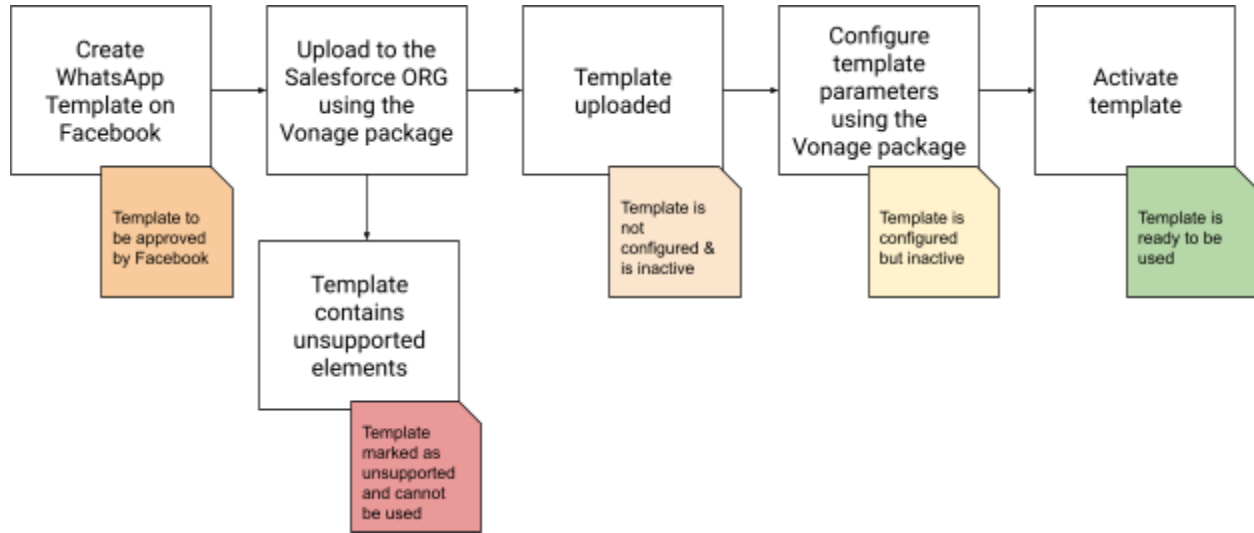 Create
WhatsApp
Template on
Facebook
Upload to the
Salesforce ORG
using the
Vonage package
Template
uploaded
Configure
template
parameters
using the
Vonage package
Activate
template
Template to
be approved
by Facebook
Template is
not
configured &
is inactive
Template is
configured
but inactive
Template is
ready to be
used
Template
contains
unsupported
elements
Template
marked as
unsupported
and cannot
be used